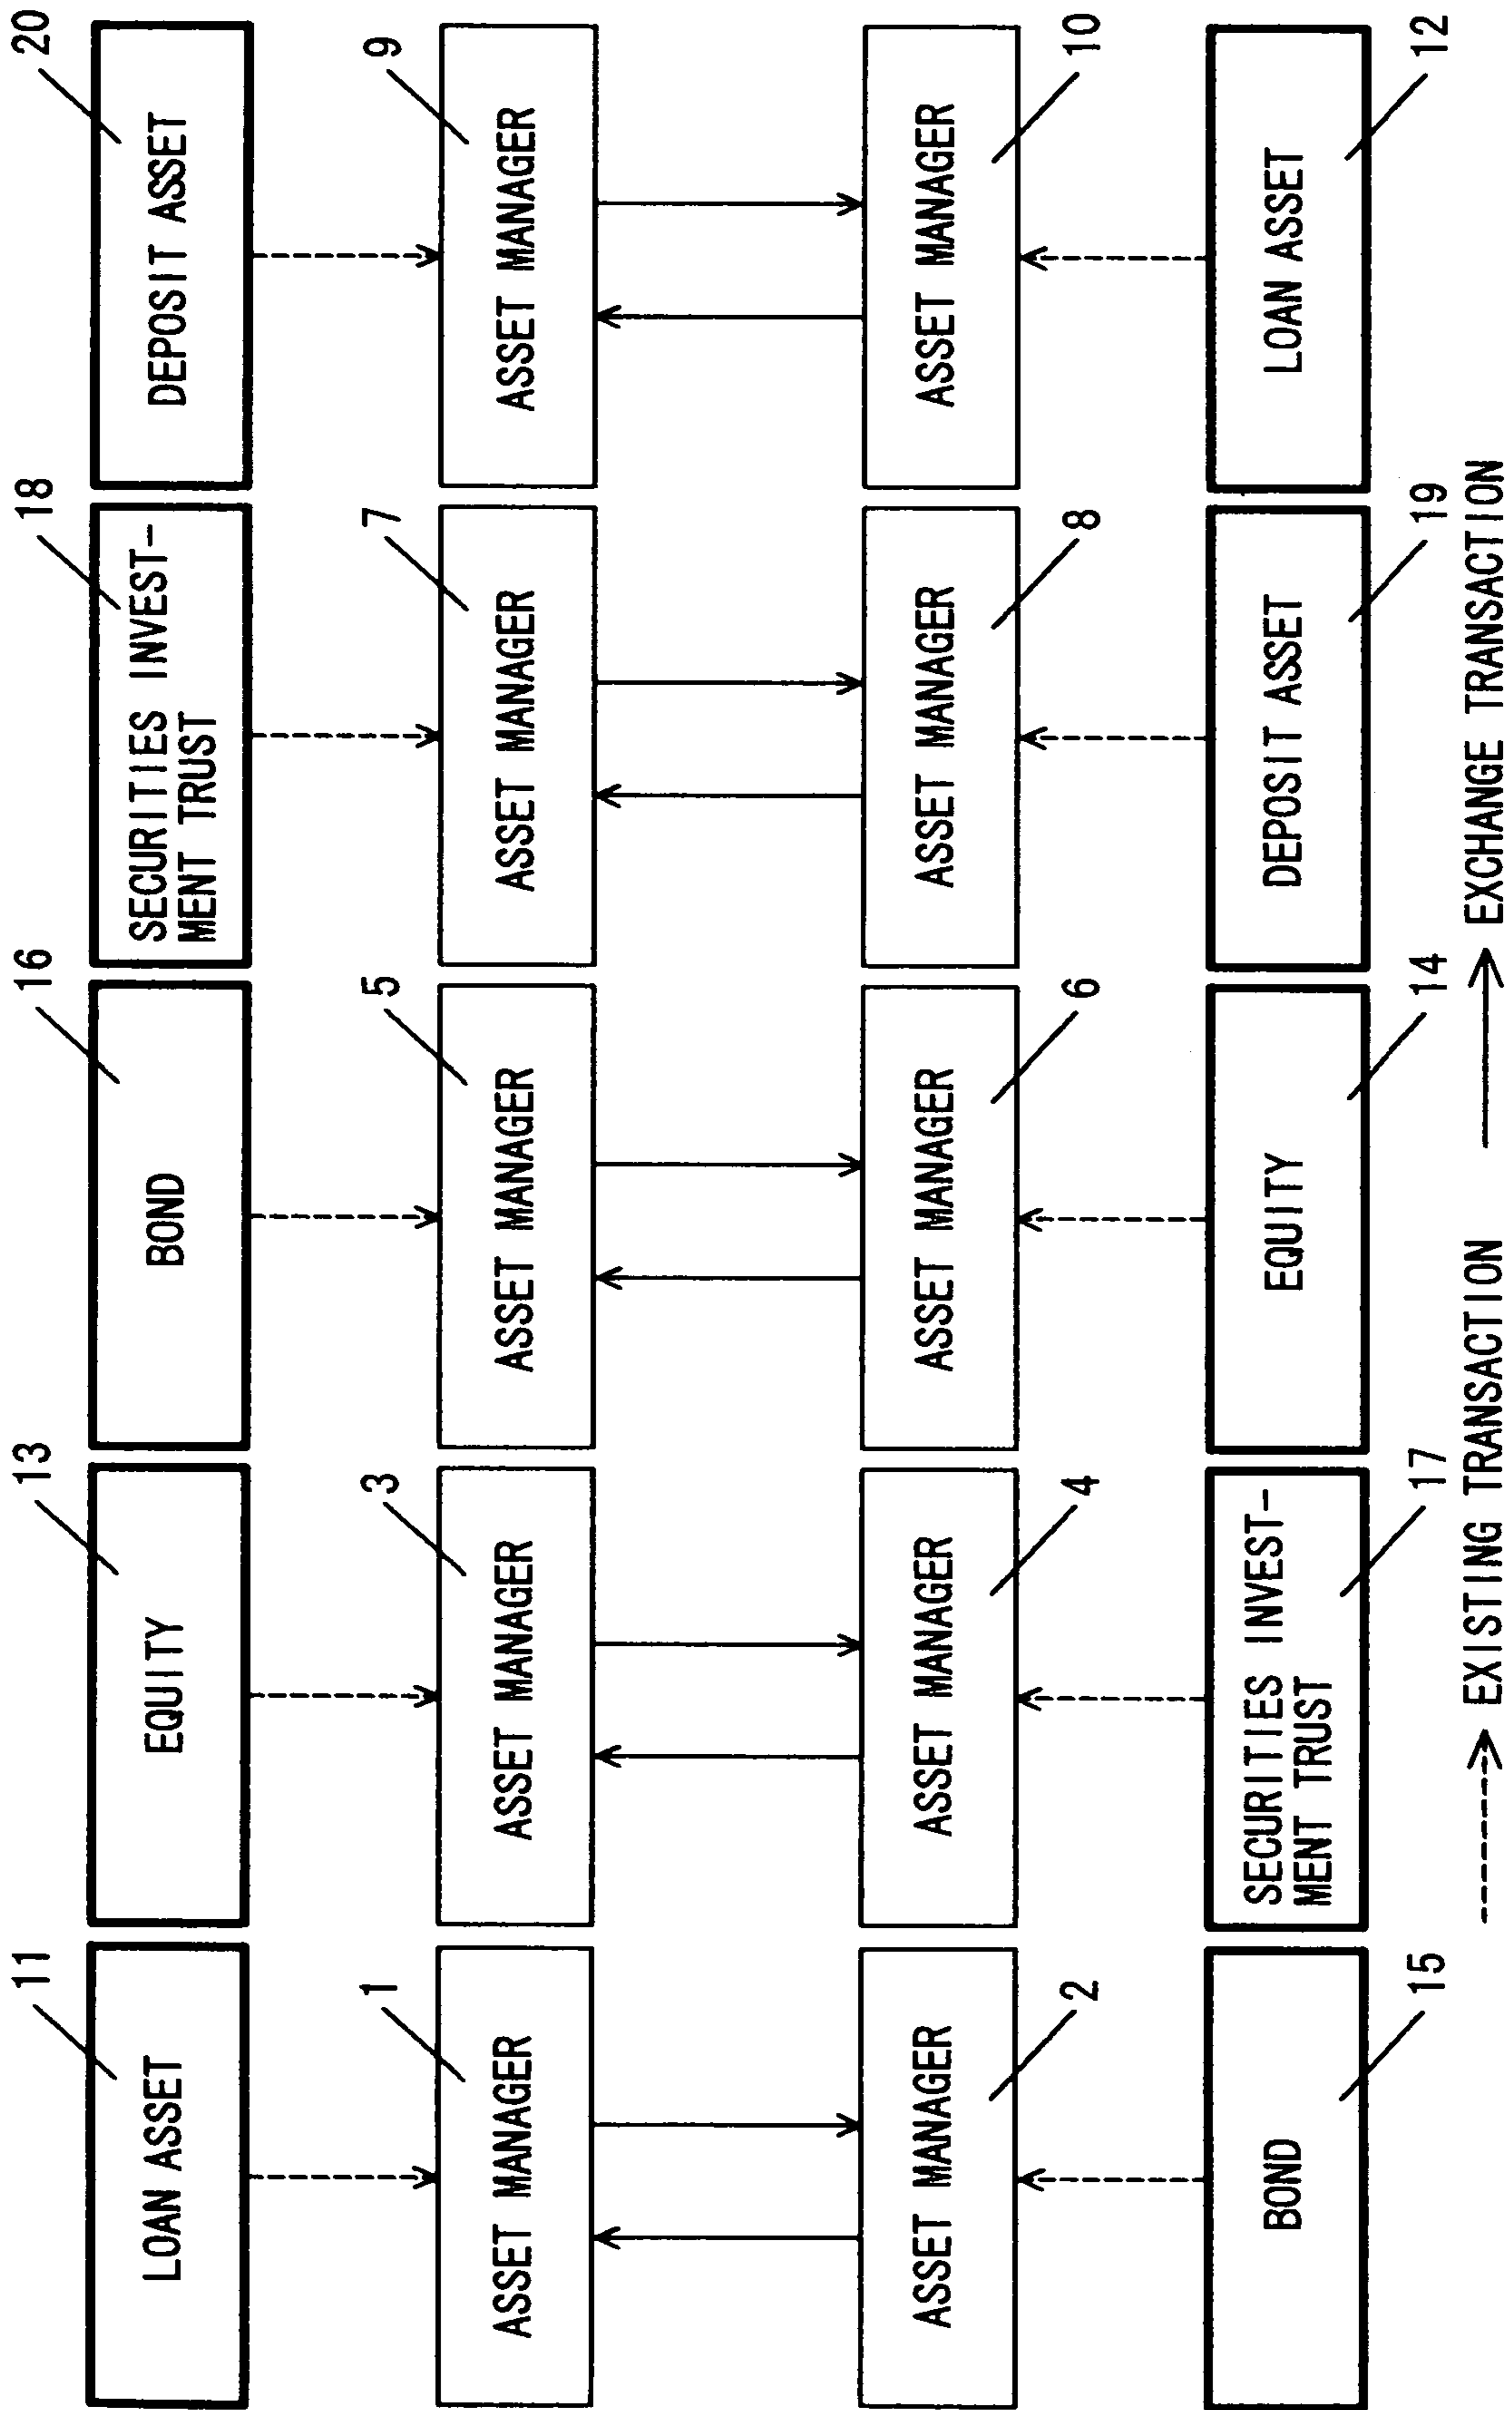 11
13
16
18
20
LOAN ASSET
EQUITY
BOND
SECURITIES INVEST-
MENT TRUST
DEPOSIT ASSET
1
3
5
7
9
ASSET MANAGER
ASSET MANAGER
ASSET MANAGER
ASSET MANAGER
ASSET MANAGER
ASSET MANAGER
ASSET MANAGER
ASSET MANAGER
ASSET MANAGER
ASSET MANAGER
2
4
6
8
10
BOND
SECURITIES INVEST-
MENT TRUST
EQUITY
DEPOSIT ASSET
LOAN ASSET
15
17
14
19
12
EXISTING TRANSACTION
EXCHANGE TRANSACTION